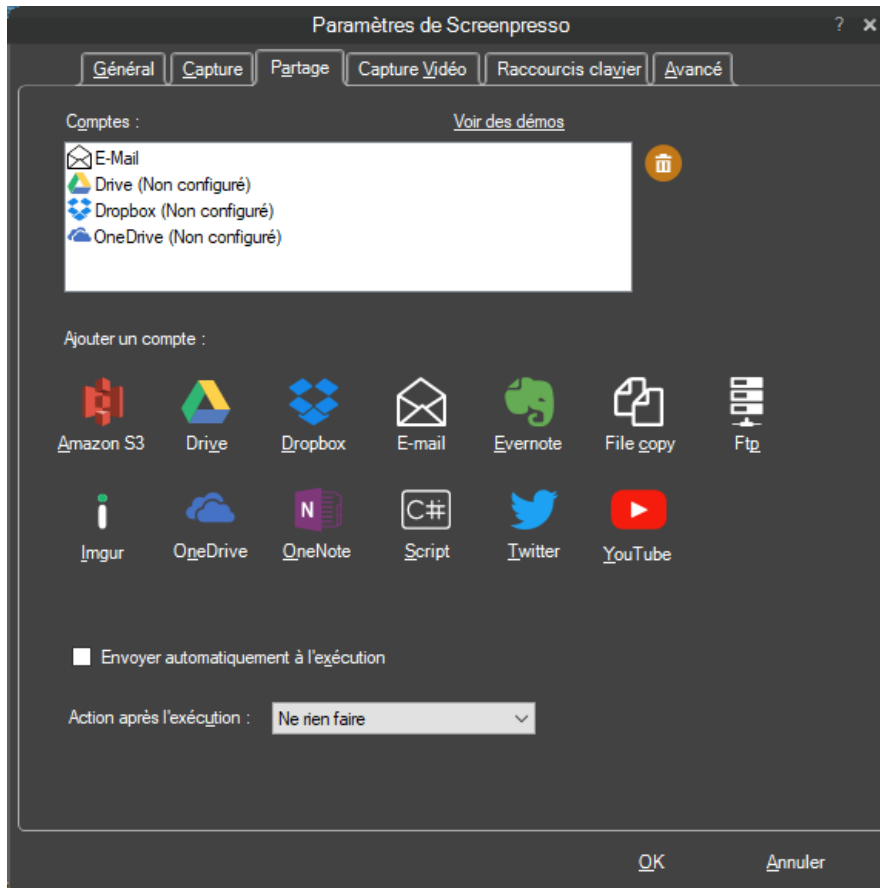 Paramètres de Screenpresso ? ×
Général Capture Partage Capture Vidéo Raccourcis clavier Avancé
Comptes : Voir des démos
E-Mail
Drive (Non configuré)
Dropbox (Non configuré)
OneDrive (Non configuré)
Ajouter un compte :
Amazon S3 Drive Dropbox E-mail Evernote File copy Ftp
N C#
Imgur OneDrive OneNote Script Twitter YouTube
Envoyer automatiquement à l'exécution
Action après l'exécution : Ne rien faire
OK Annuler